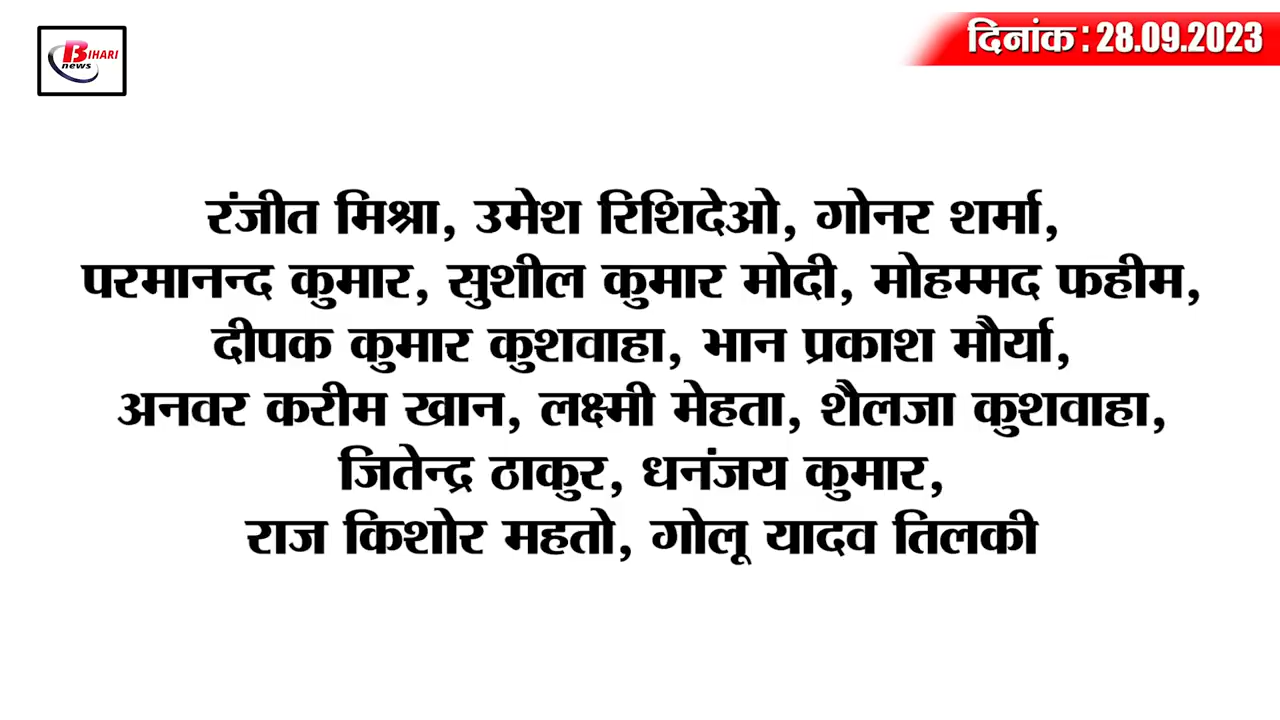 BIHARI
news
दिनांक : 28.09.2023
रंजीत मिश्रा, उमेश रिशिदेओ, गोनर शर्मा,
परमानन्द कुमार, सुशील कुमार मोदी, मोहम्मद फहीम,
दीपक कुमार कुशवाहा, भान प्रकाश मौर्या,
अनवर करीम खान, लक्ष्मी मेहता, शैलजा कुशवाहा,
जितेन्द्र ठाकुर, धनंजय कुमार,
राज किशोर महतो, गोलू यादव तिलकी